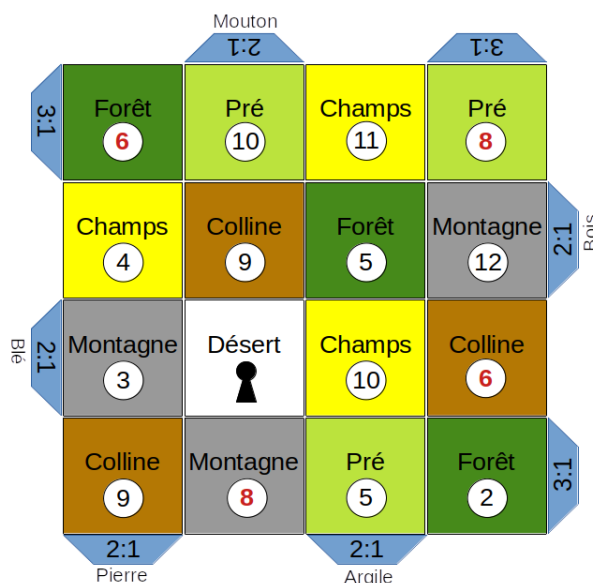 Mouton
2:1
3:1
3:1
Forêt
Pré
Champs
Pré
6
10
11
8
Champs
Colline
Forêt
Montagne
4
9
5
12
2:1
Bois
Blé
2:1
Montagne
Désert
Champs
Colline
3
10
6
Colline
Montagne
Pré
Forêt
9
8
5
2
3:1
2:1
2:1
Pierre
Argile